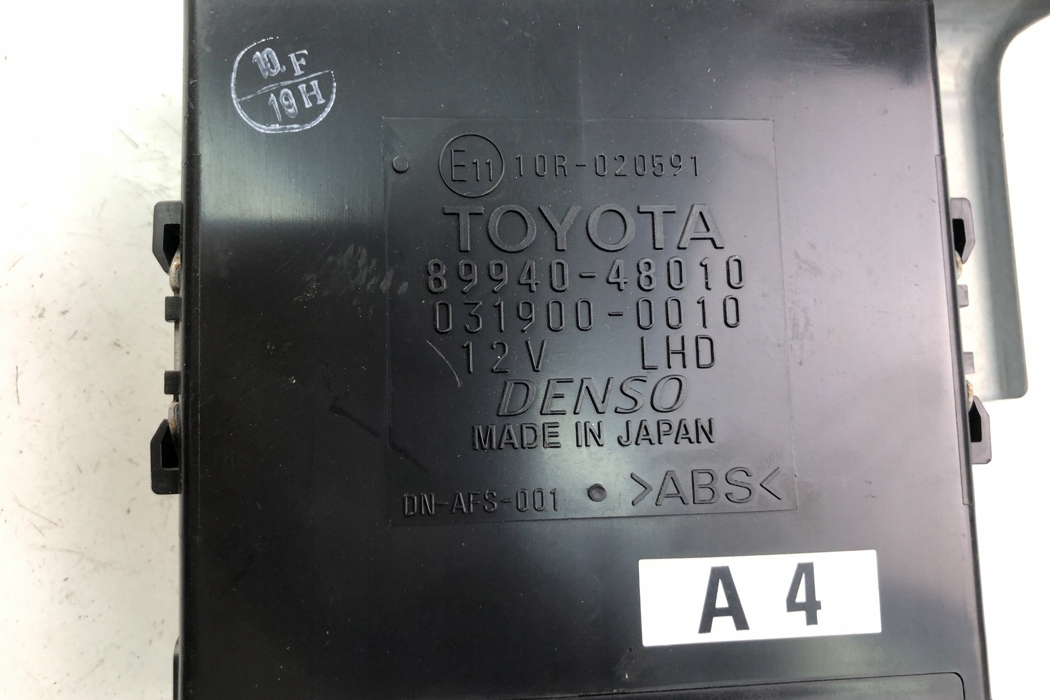 10.F
19H
E11 10R-020591
TOYOTA
89940-48010
031900-0010
12V LHD
DENSO
MADE IN JAPAN
DN-AFS-001 >ABS<
A 4